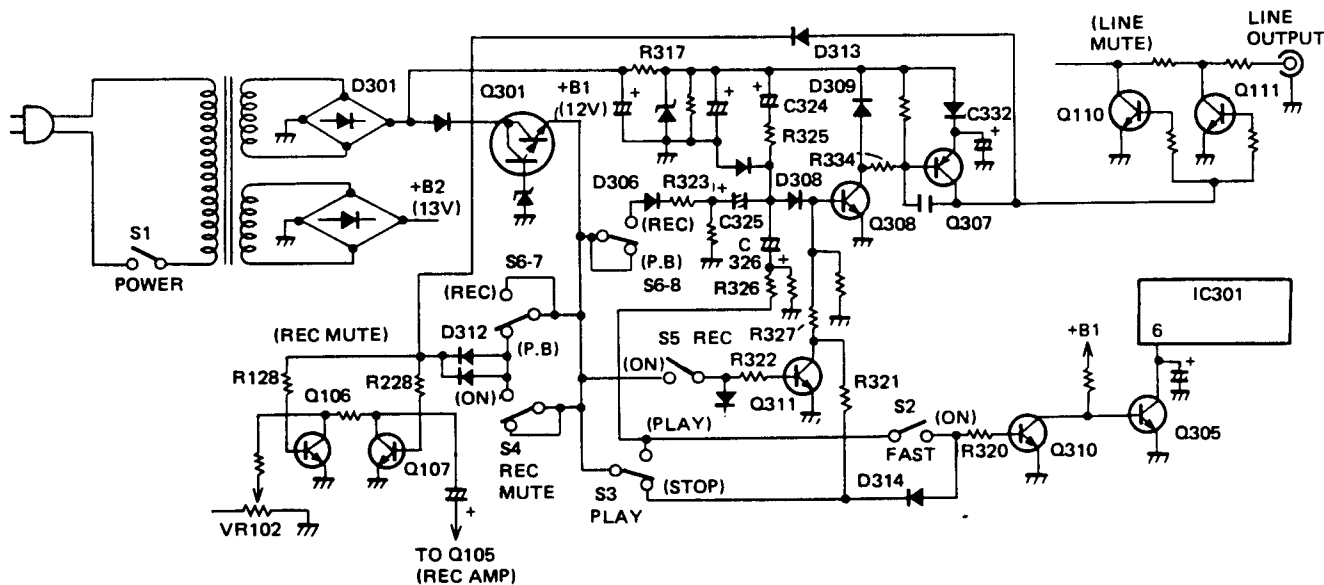 (LINE MUTE)
LINE OUTPUT
D313
R317
D301
Q301
+B1 (12V)
D309
C324
C332
Q110
Q111
R325
R334
D306
R323
D308
+B2 (13V)
C325
Q308
Q307
(REC)
S1
POWER
(P.B)
S6-8
C 326
+
R326
S6-7
(REC)
IC301
6
(REC MUTE)
D312
(P.B)
S5 REC
R327
+B1
R128
Q106
R228
(ON)
(ON)
R322
Q311
R321
S2
(ON)
(PLAY)
Q107
S4 REC MUTE
FAST
R320
Q310
Q305
D314
S3 PLAY
(STOP)
VR102
+
TO Q105 (REC AMP)